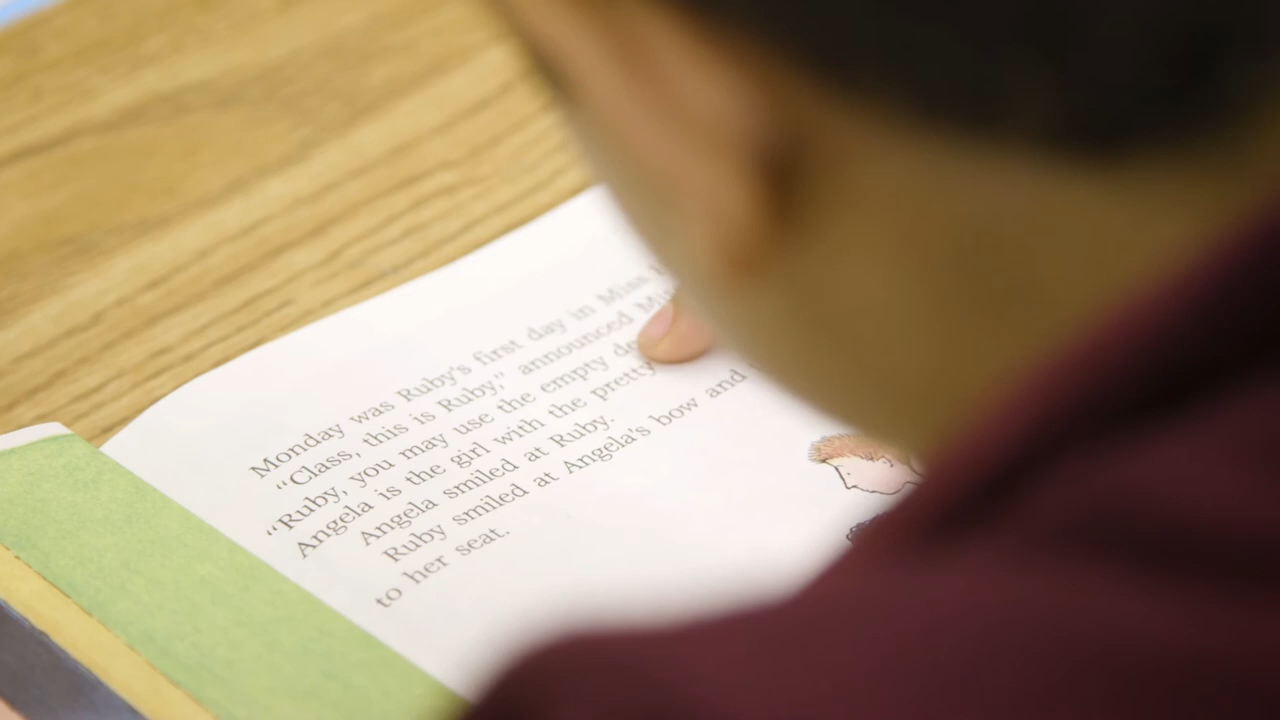 Monday was Ruby's first day in Miss
“Class, this is Ruby,” announced
“Ruby, you may use the empty
Angela is the girl with the pretty
Angela smiled at Ruby.
Ruby smiled at Angela's bow and
to her seat.